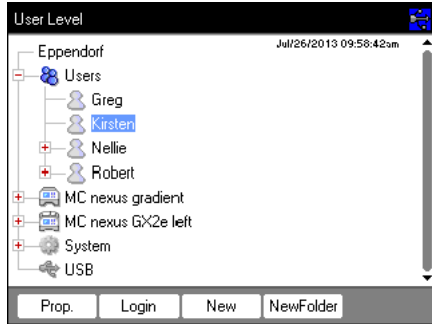 User Level
Eppendorf
Jul/26/2013 09:58:42am
Users
Greg
Kirsten
Nellie
Robert
MC nexus gradient
MC nexus GX2e left
System
USB
Prop. Login New NewFolder